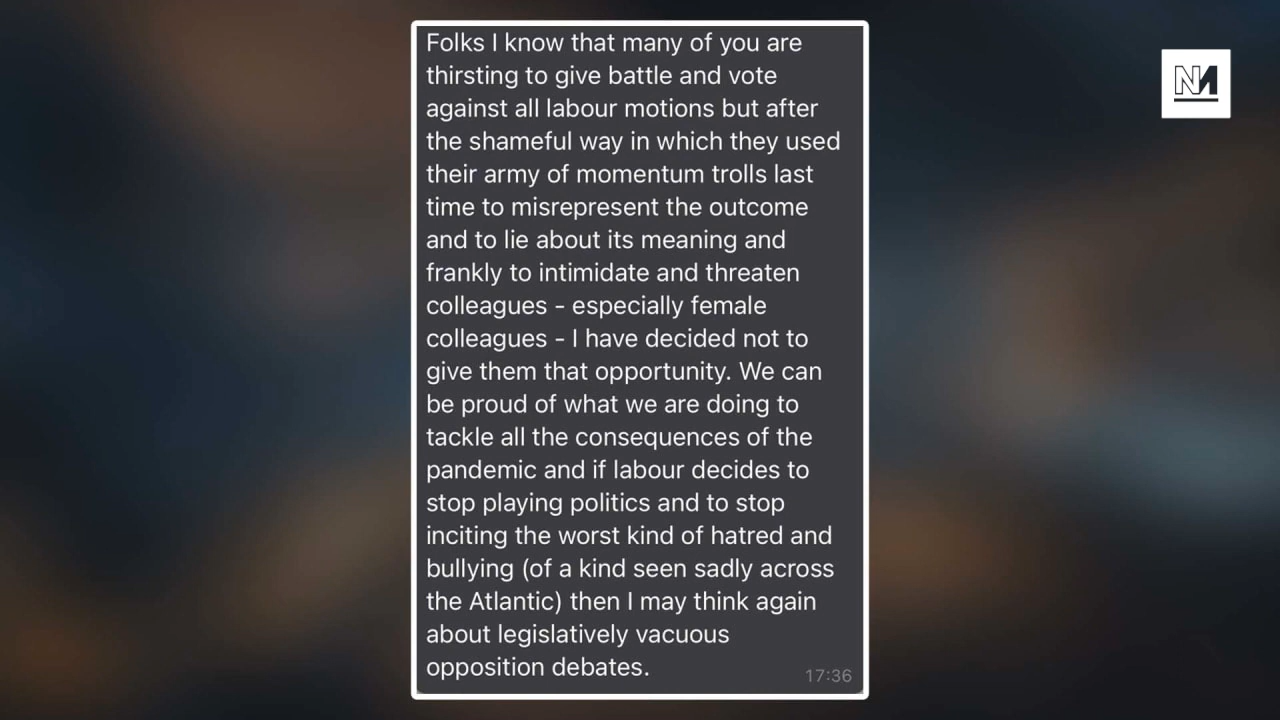 Folks I know that many of you are
thirsting to give battle and vote
against all labour motions but after
the shameful way in which they used
their army of momentum trolls last
time to misrepresent the outcome
and to lie about its meaning and
frankly to intimidate and threaten
colleagues - especially female
colleagues - I have decided not to
give them that opportunity. We can
be proud of what we are doing to
tackle all the consequences of the
pandemic and if labour decides to
stop playing politics and to stop
inciting the worst kind of hatred and
bullying (of a kind seen sadly across
the Atlantic) then I may think again
about legislatively vacuous
opposition debates.
17:36
NM